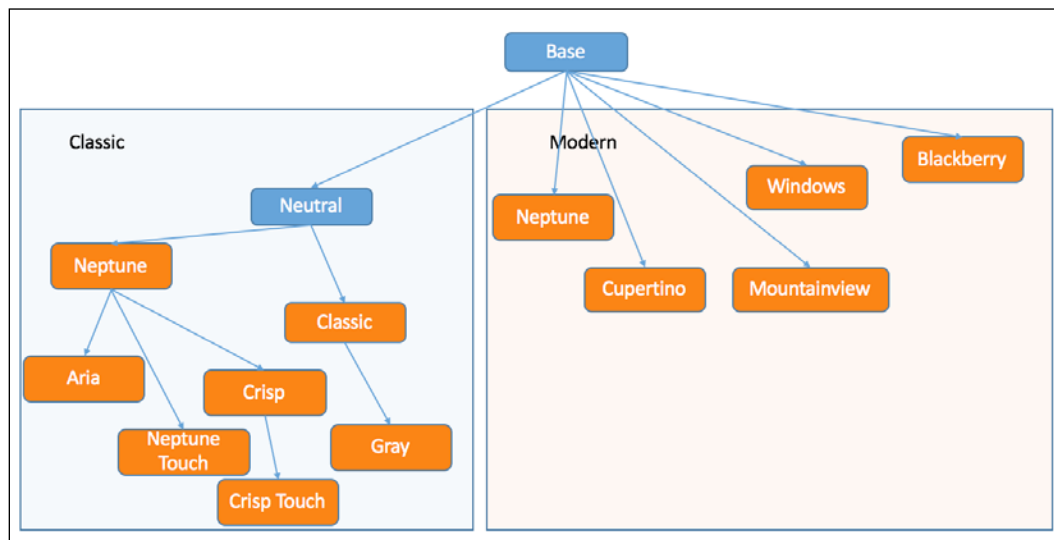 Base
Classic
Modern
Blackberry
Windows
Neutral
Neptune
Neptune
Cupertino
Mountainview
Classic
Aria
Crisp
Neptune
Touch
Gray
Crisp Touch